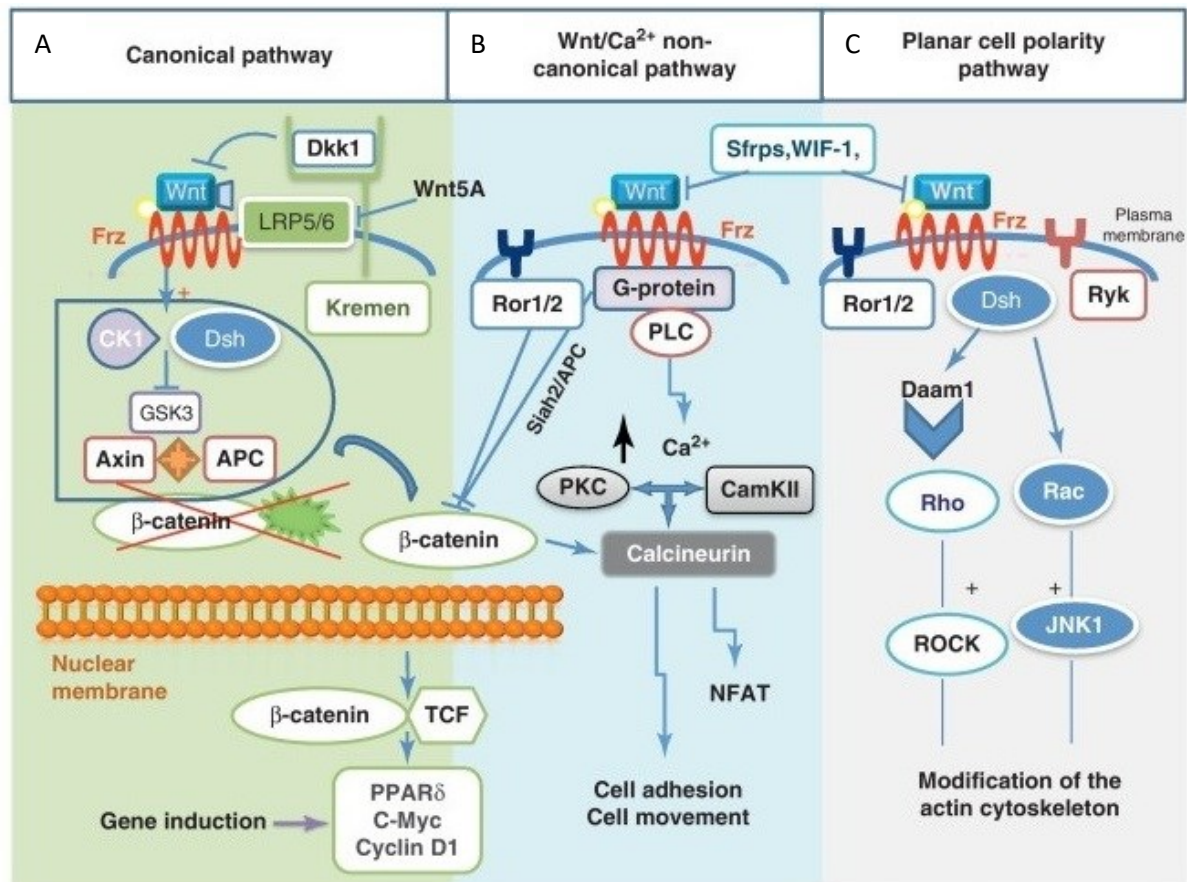 A
Canonical pathway
B
Wnt/Ca²⁺ non-
canonical pathway
C
Planar cell polarity
pathway
Dkk1
Wnt
Wnt5A
LRP5/6
Frz
Kremen
+
CK1
Dsh
GSK3
Axin
APC
β-catenin
Nuclear
membrane
β-catenin
TCF
Gene induction
PPARδ
C-Myc
Cyclin D1
Sfrps,WIF-1,
Wnt
Frz
Ror1/2
G-protein
PLC
Siah2/APC
Ca²⁺
PKC
CamKII
β-catenin
Calcineurin
NFAT
Cell adhesion
Cell movement
Wnt
Frz
Plasma
membrane
Ror1/2
Dsh
Ryk
Daam1
Rho
Rac
+
+
ROCK
JNK1
Modification of the
actin cytoskeleton